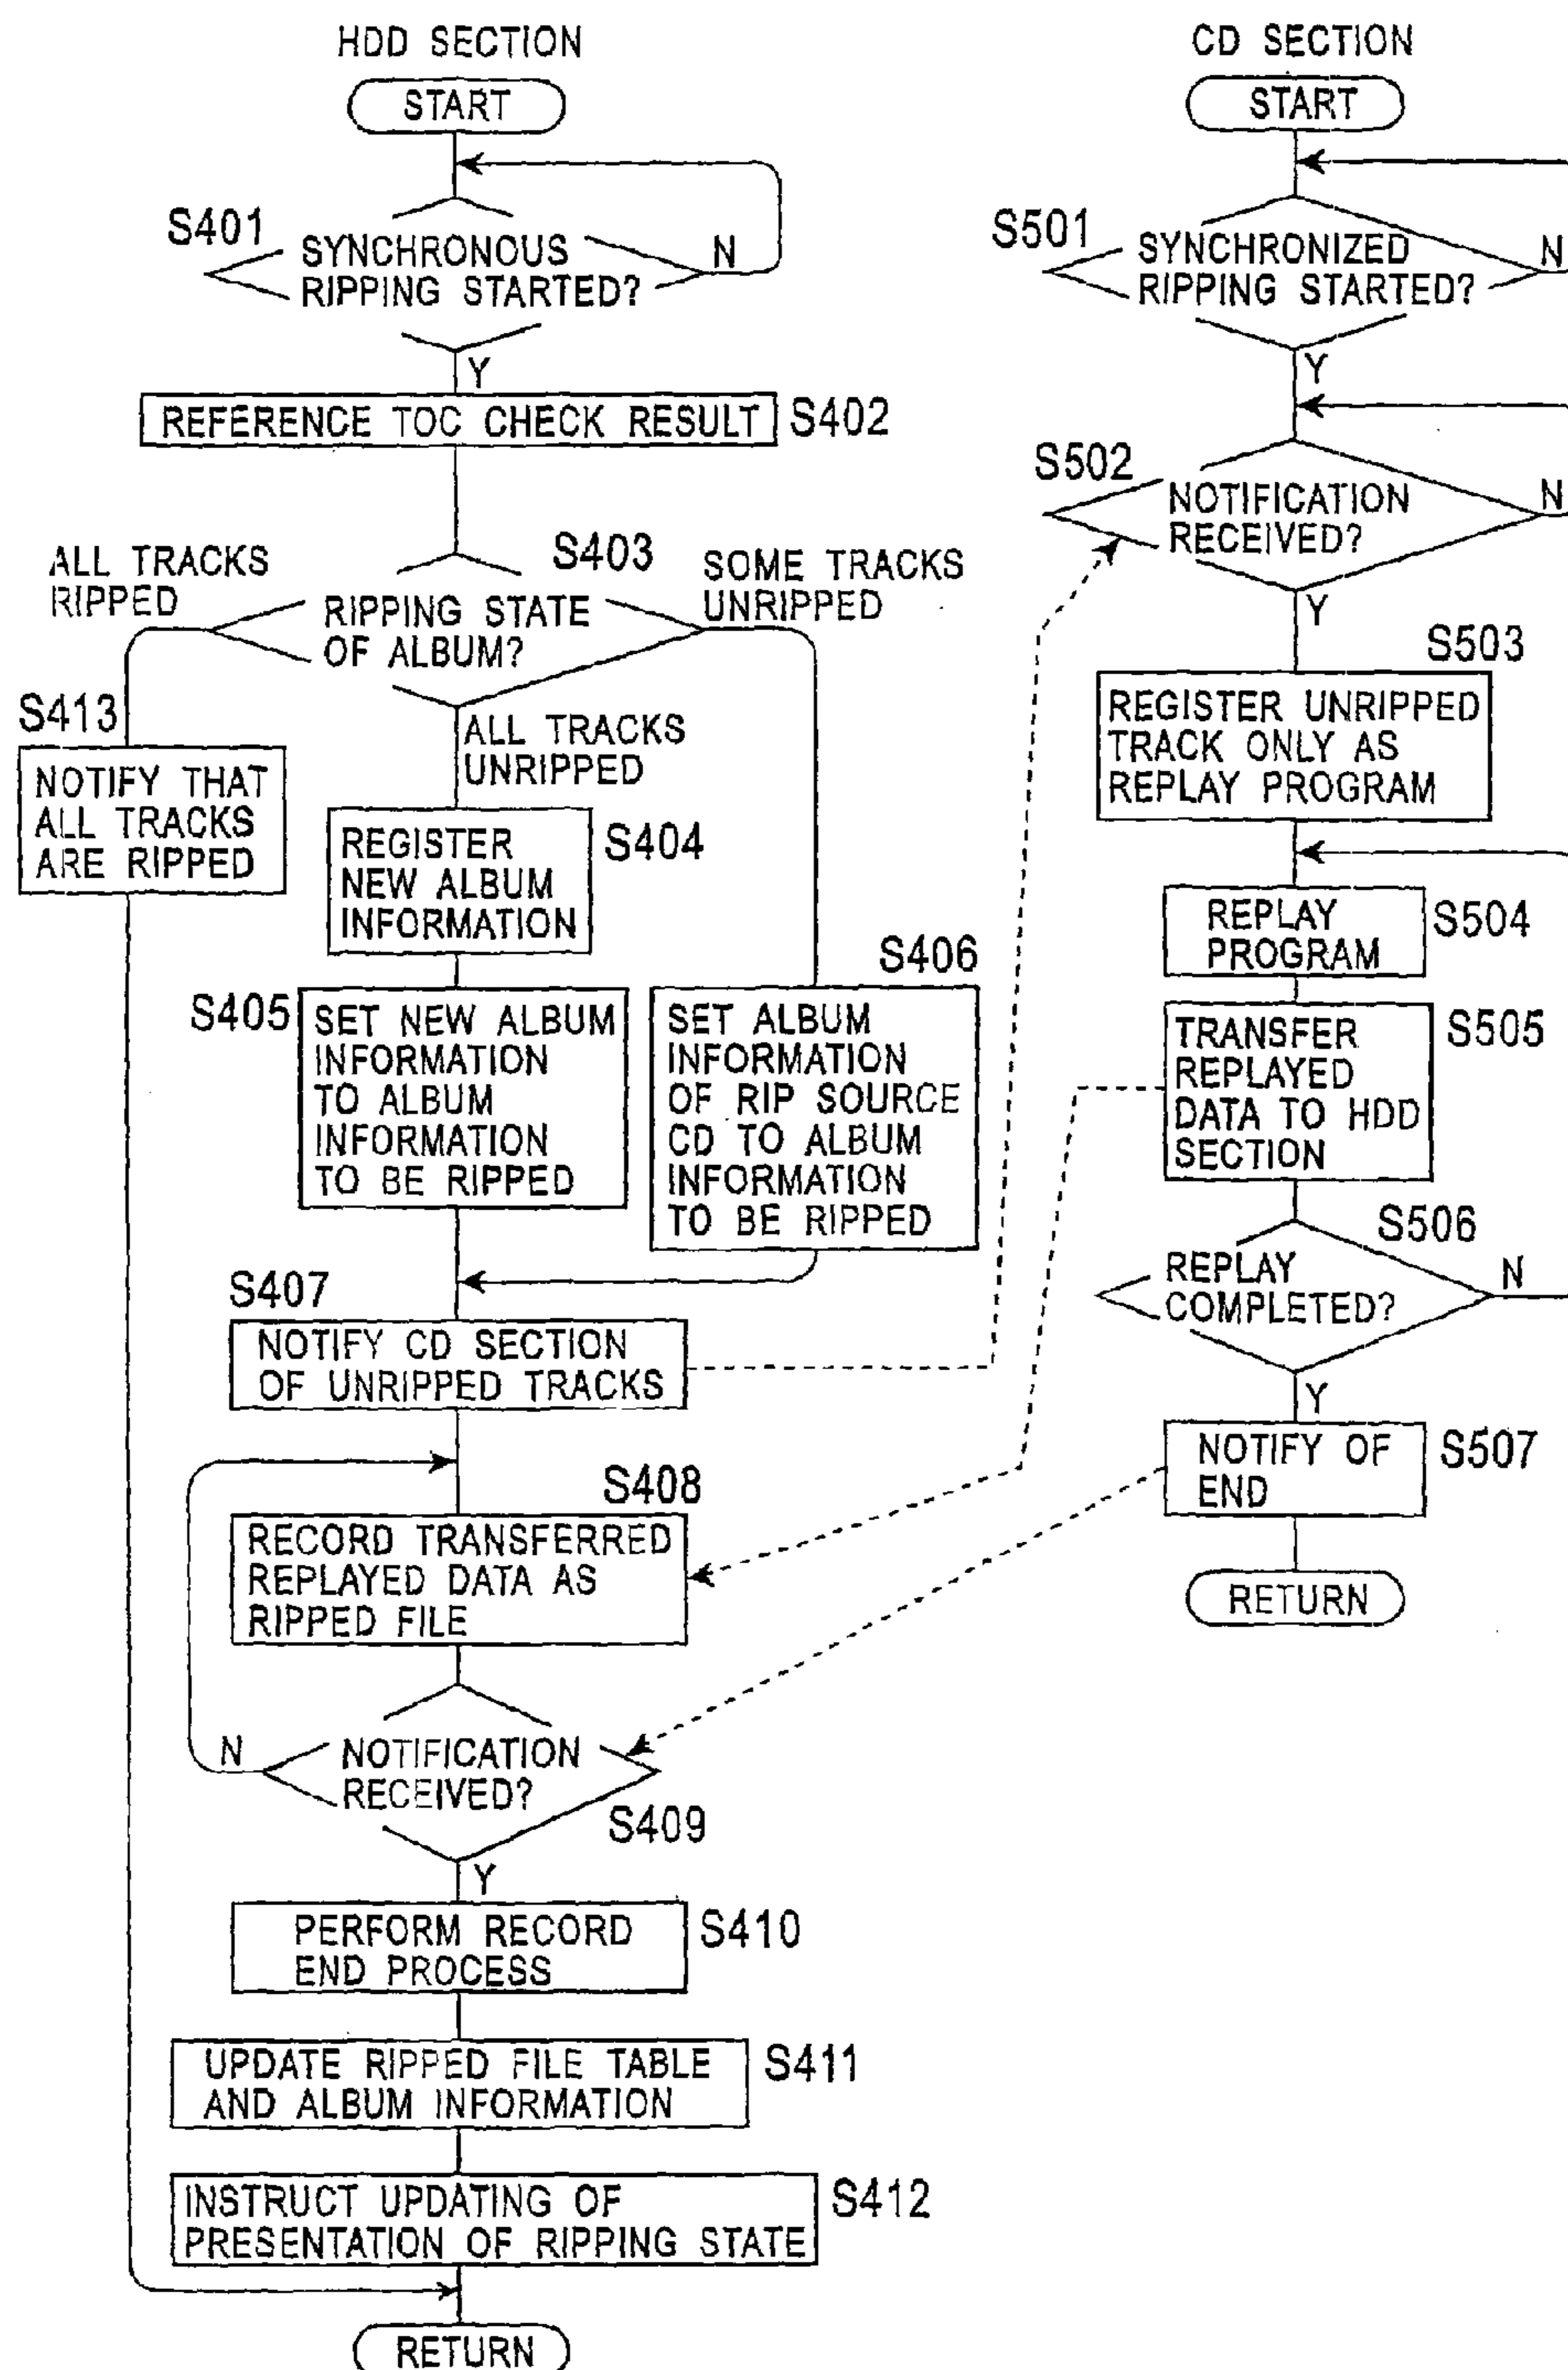 HDD SECTION
START
S401
SYNCHRONOUS
RIPPING STARTED?
N
Y
REFERENCE TOC CHECK RESULT
S402
S403
ALL TRACKS
RIPPED
RIPPING STATE
OF ALBUM?
SOME TRACKS
UNRIPPED
ALL TRACKS
UNRIPPED
S413
NOTIFY THAT
ALL TRACKS
ARE RIPPED
REGISTER
NEW ALBUM
INFORMATION
S404
S405
SET NEW ALBUM
INFORMATION
TO ALBUM
INFORMATION
TO BE RIPPED
S406
SET ALBUM
INFORMATION
OF RIP SOURCE
CD TO ALBUM
INFORMATION
TO BE RIPPED
S407
NOTIFY CD SECTION
OF UNRIPPED TRACKS
S408
RECORD TRANSFERRED
REPLAYED DATA AS
RIPPED FILE
N
NOTIFICATION
RECEIVED?
S409
Y
PERFORM RECORD
END PROCESS
S410
UPDATE RIPPED FILE TABLE
AND ALBUM INFORMATION
S411
INSTRUCT UPDATING OF
PRESENTATION OF RIPPING STATE
S412
RETURN
CD SECTION
START
S501
SYNCHRONIZED
RIPPING STARTED?
N
Y
S502
NOTIFICATION
RECEIVED?
N
Y
S503
REGISTER UNRIPPED
TRACK ONLY AS
REPLAY PROGRAM
REPLAY
PROGRAM
S504
TRANSFER
REPLAYED
DATA TO HDD
SECTION
S505
S506
REPLAY
COMPLETED?
N
Y
NOTIFY OF
END
S507
RETURN